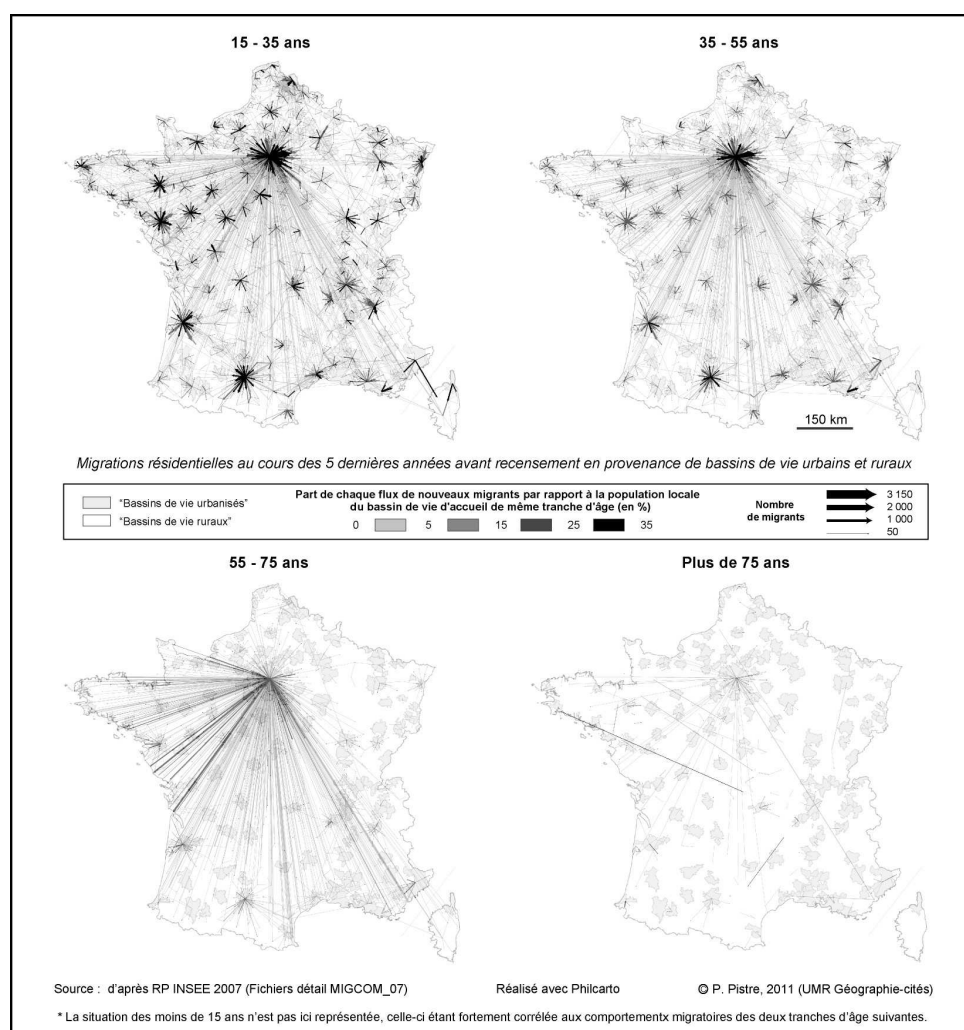 15 - 35 ans
35 - 55 ans
150 km
Migrations résidentielles au cours des 5 dernières années avant recensement en provenance de bassins de vie urbains et ruraux
"Bassins de vie urbanisés"
"Bassins de vie ruraux"
Part de chaque flux de nouveaux migrants par rapport à la population locale
du bassin de vie d'accueil de même tranche d'âge (en %)
0 5 15 25 35
Nombre
de migrants
3 150
2 000
1 000
50
55 - 75 ans
Plus de 75 ans
Source : d'après RP INSEE 2007 (Fichiers détail MIGCOM_07)
Réalisé avec Philcarto
© P. Pistre, 2011 (UMR Géographie-cités)
* La situation des moins de 15 ans n'est pas ici représentée, celle-ci étant fortement corrélée aux comportementx migratoires des deux tranches d'âge suivantes.